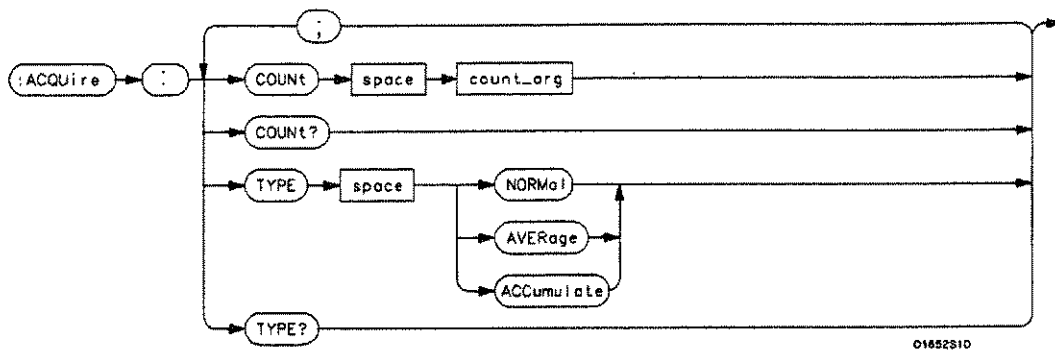 ;
:ACQuire : COUNt space count_arg
COUNt?
TYPE space NORMal
AVERage
ACCumulate
TYPE?
01652S10